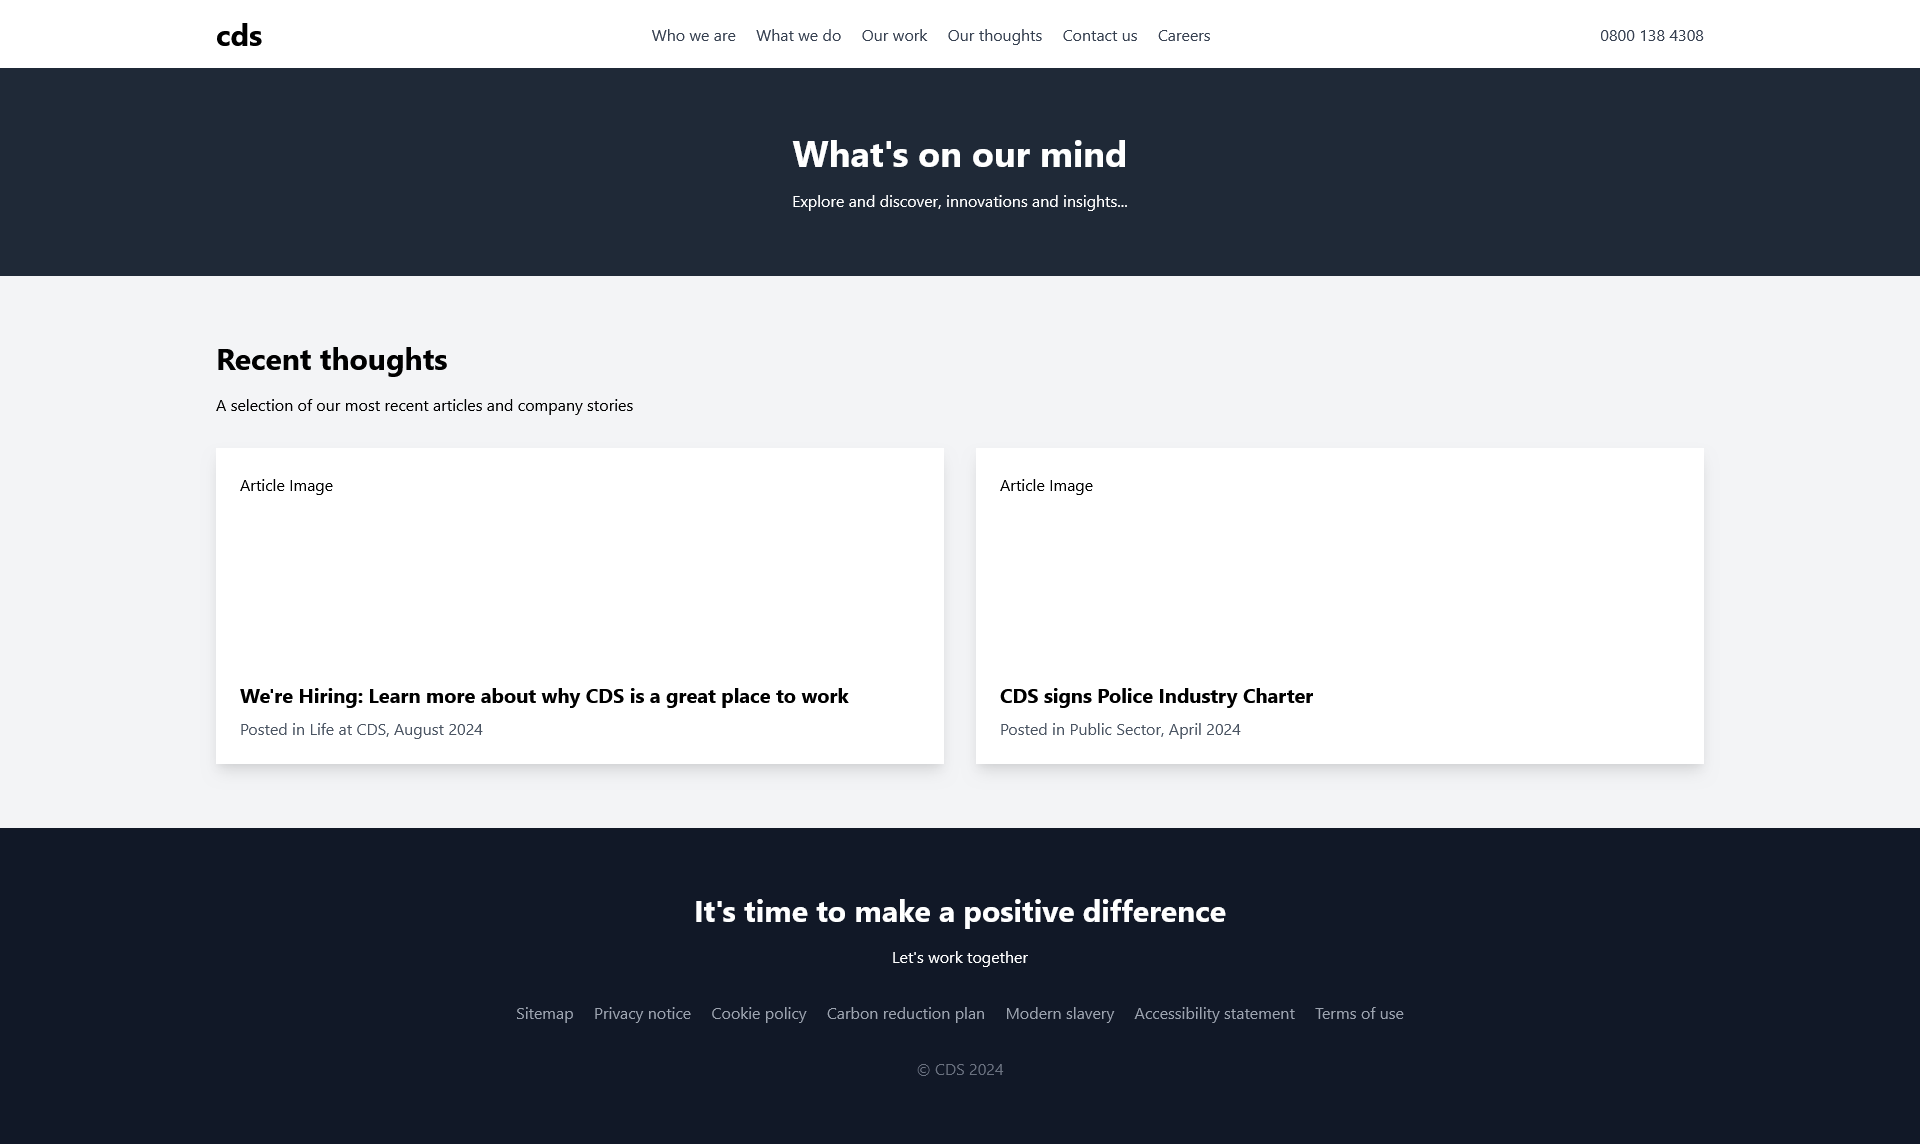 cds
Who we are
What we do
Our work
Our thoughts
Contact us
Careers
0800 138 4308
What's on our mind
Explore and discover, innovations and insights...
Recent thoughts
A selection of our most recent articles and company stories
Article Image
We're Hiring: Learn more about why CDS is a great place to work
Posted in Life at CDS, August 2024
Article Image
CDS signs Police Industry Charter
Posted in Public Sector, April 2024
It's time to make a positive difference
Let's work together
Sitemap
Privacy notice
Cookie policy
Carbon reduction plan
Modern slavery
Accessibility statement
Terms of use
© CDS 2024